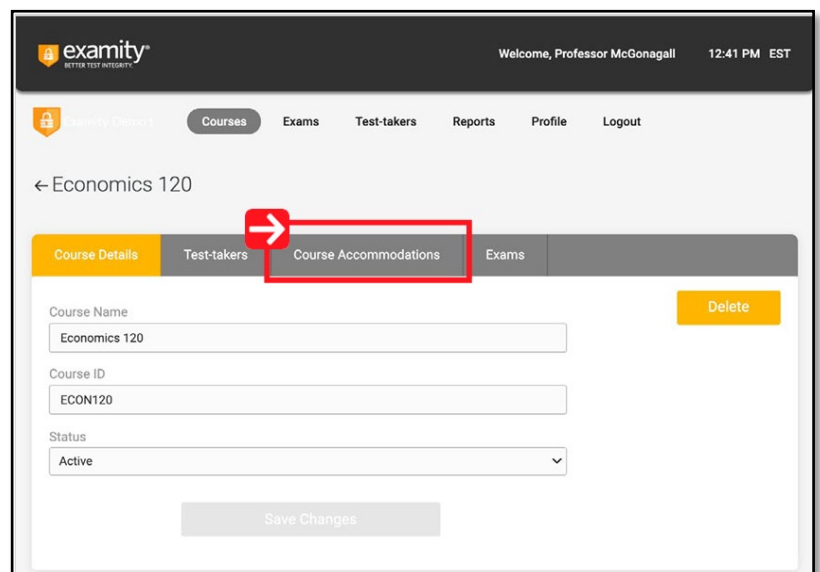 examity®
BETTER TEST INTEGRITY.
Welcome, Professor McGonagall 12:41 PM EST
Examity Demo1 Courses Exams Test-takers Reports Profile Logout
←Economics 120
Course Details Test-takers Course Accommodations Exams
Delete
Course Name
Economics 120
Course ID
ECON120
Status
Active
Save Changes